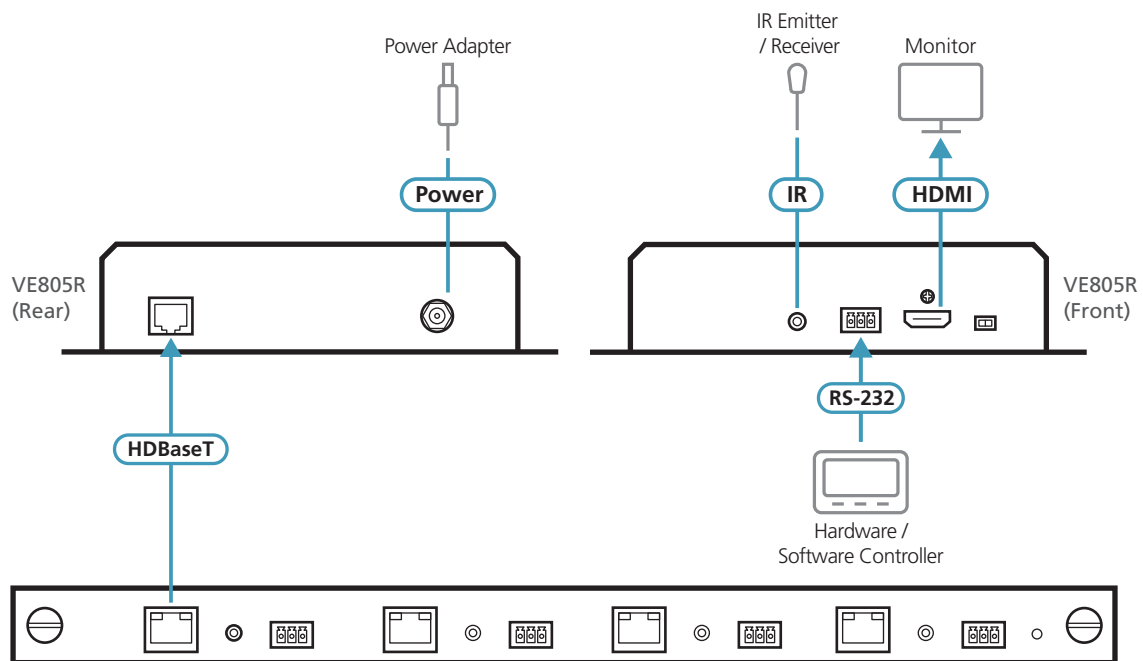 Power Adapter
IR Emitter
/ Receiver
Monitor
Power
IR
HDMI
VE805R
(Rear)
VE805R
(Front)
RS-232
HDBaseT
Hardware /
Software Controller